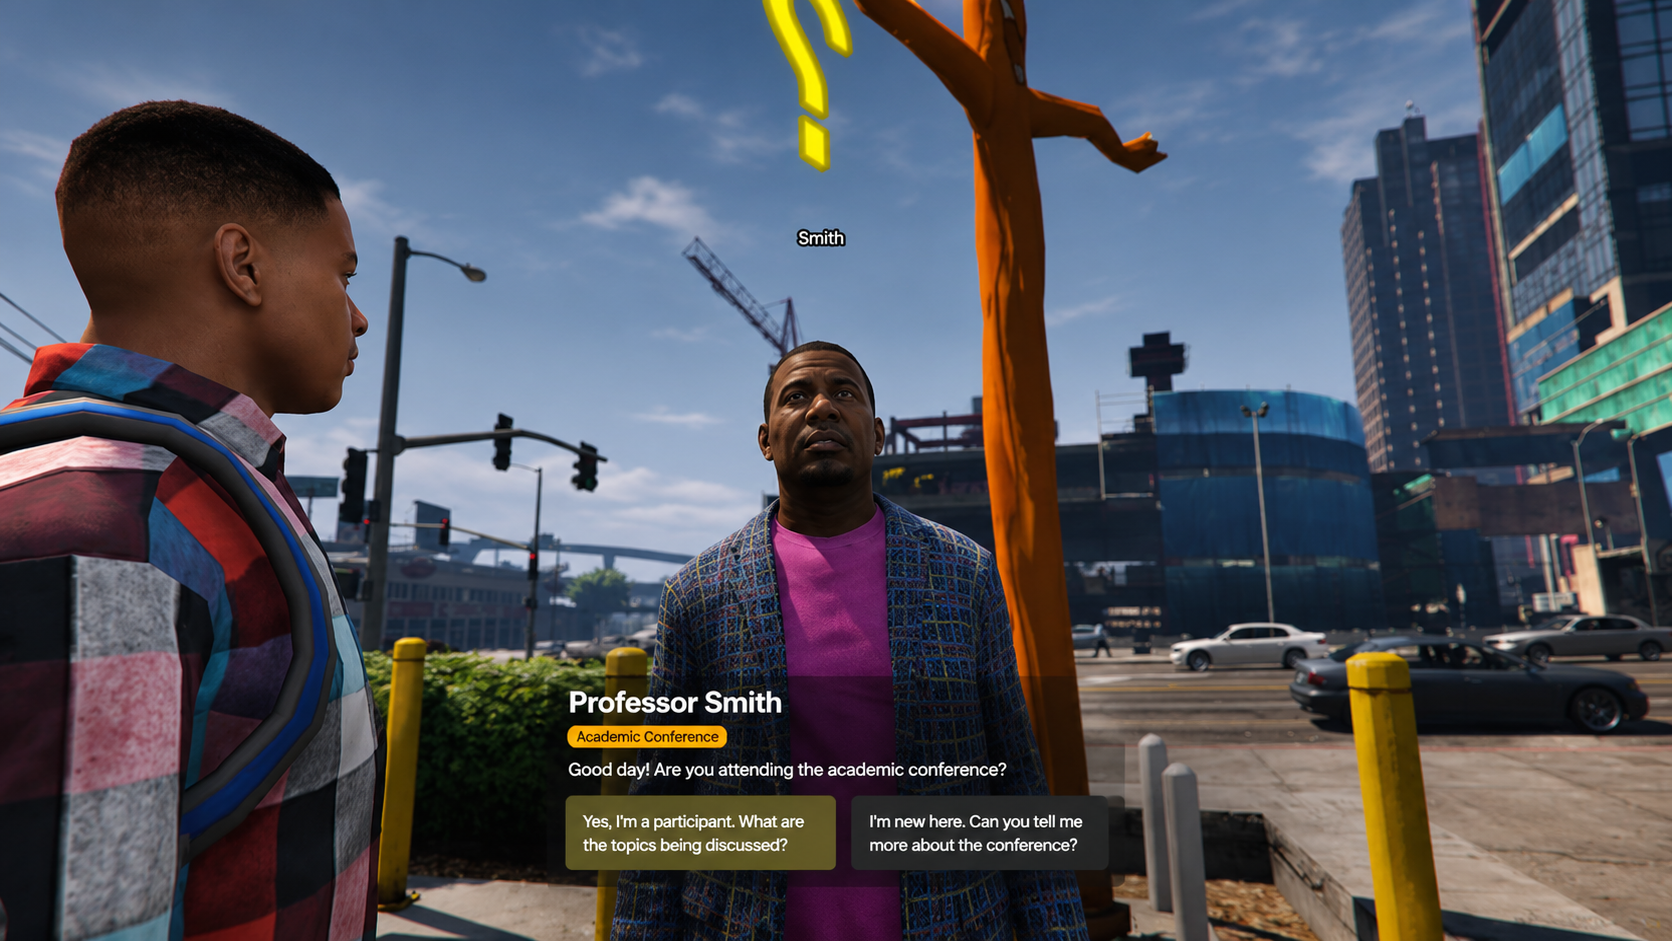 ?
Smith
Professor Smith
Academic Conference
Good day! Are you attending the academic conference?
Yes, I'm a participant. What are
the topics being discussed?
I'm new here. Can you tell me
more about the conference?